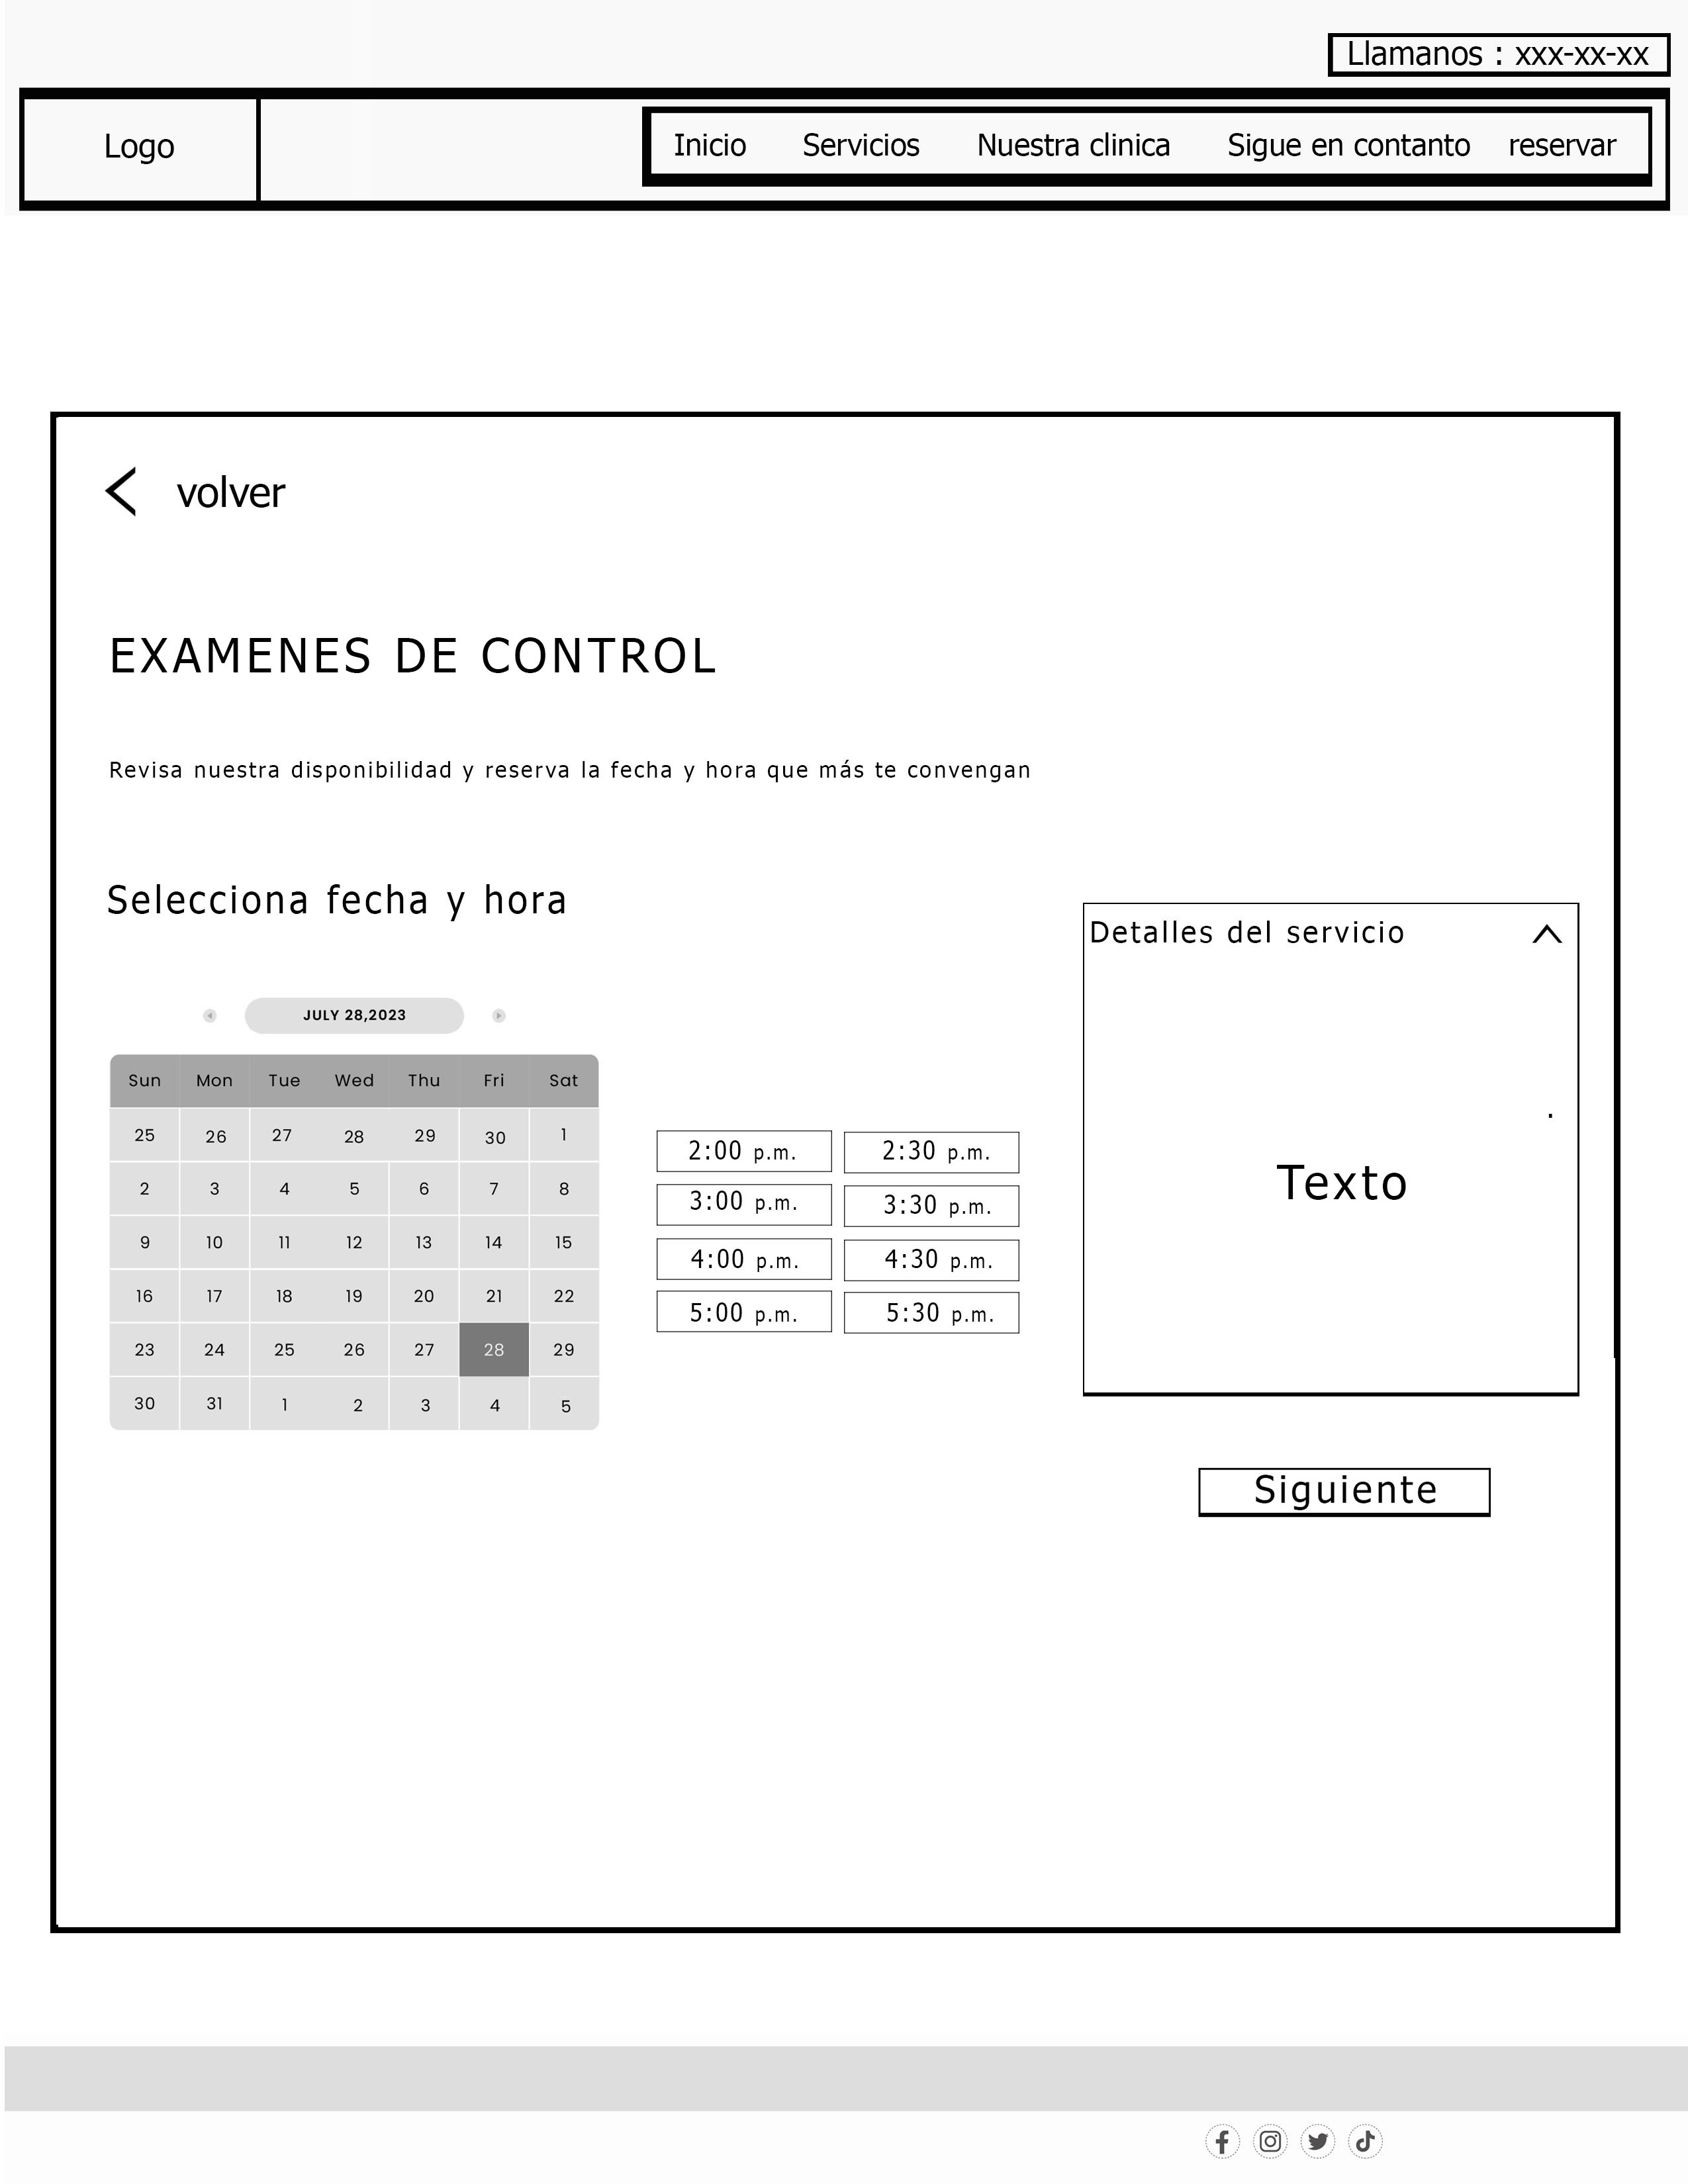 Llamanos : xxx-xx-xx
Logo
Inicio Servicios Nuestra clinica Sigue en contanto reservar
volver
EXAMENES DE CONTROL
Revisa nuestra disponibilidad y reserva la fecha y hora que más te convengan
Selecciona fecha y hora
JULY 28,2023
Sun Mon Tue Wed Thu Fri Sat
25 26 27 28 29 30 1
2 3 4 5 6 7 8
9 10 11 12 13 14 15
16 17 18 19 20 21 22
23 24 25 26 27 28 29
30 31 1 2 3 4 5
2:00 p.m. 2:30 p.m.
3:00 p.m. 3:30 p.m.
4:00 p.m. 4:30 p.m.
5:00 p.m. 5:30 p.m.
Detalles del servicio
.
Texto
Siguiente